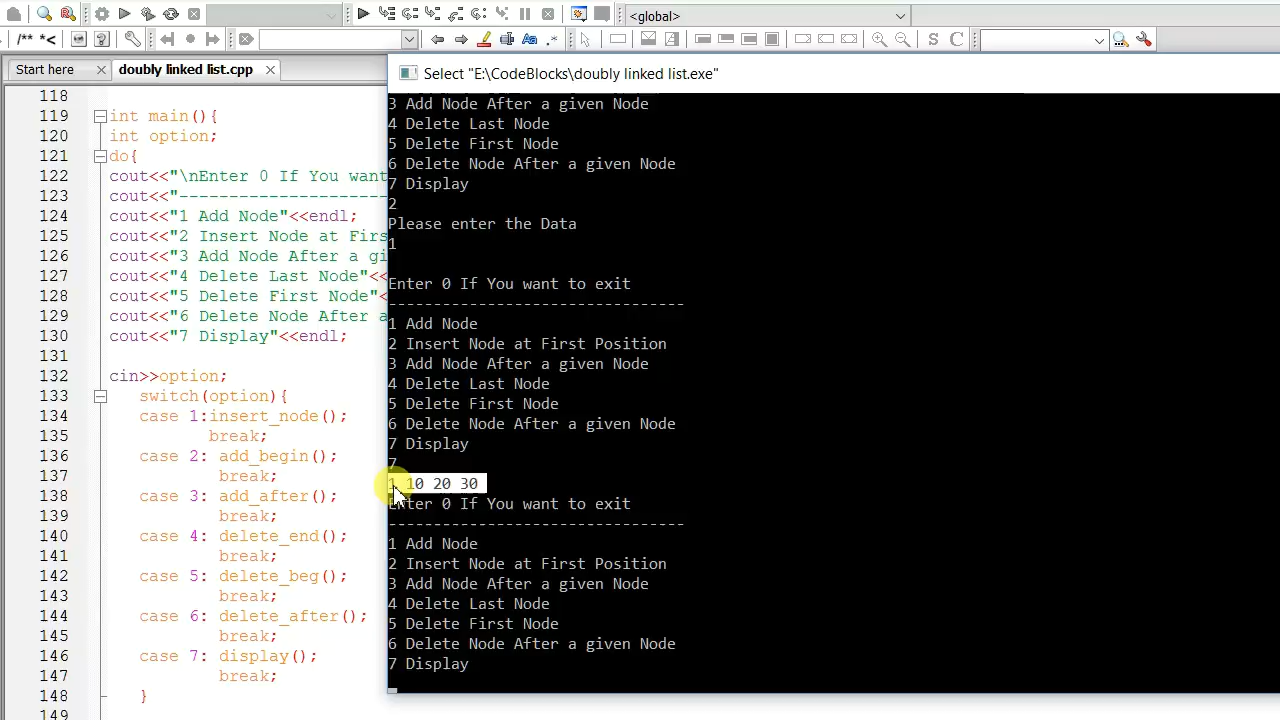 <global>
/** *<
Aa
.*
S C
Start here
doubly linked list.cpp
Select "E:\CodeBlocks\doubly linked list.exe"
118
119 int main(){
120 int option;
121 do{
122 cout<<"\nEnter 0 If You want
123 cout<<"-----------------------
124 cout<<"1 Add Node"<<endl;
125 cout<<"2 Insert Node at Firs
126 cout<<"3 Add Node After a gi
127 cout<<"4 Delete Last Node"<<
128 cout<<"5 Delete First Node"<
129 cout<<"6 Delete Node After a
130 cout<<"7 Display"<<endl;
131
132 cin>>option;
133 switch(option){
134 case 1:insert_node();
135 break;
136 case 2: add_begin();
137 break;
138 case 3: add_after();
139 break;
140 case 4: delete_end();
141 break;
142 case 5: delete_beg();
143 break;
144 case 6: delete_after();
145 break;
146 case 7: display();
147 break;
148 }
149
3 Add Node After a given Node
4 Delete Last Node
5 Delete First Node
6 Delete Node After a given Node
7 Display
2
Please enter the Data
1
Enter 0 If You want to exit
---------------------------------
1 Add Node
2 Insert Node at First Position
3 Add Node After a given Node
4 Delete Last Node
5 Delete First Node
6 Delete Node After a given Node
7 Display
7
1 10 20 30
Enter 0 If You want to exit
---------------------------------
1 Add Node
2 Insert Node at First Position
3 Add Node After a given Node
4 Delete Last Node
5 Delete First Node
6 Delete Node After a given Node
7 Display